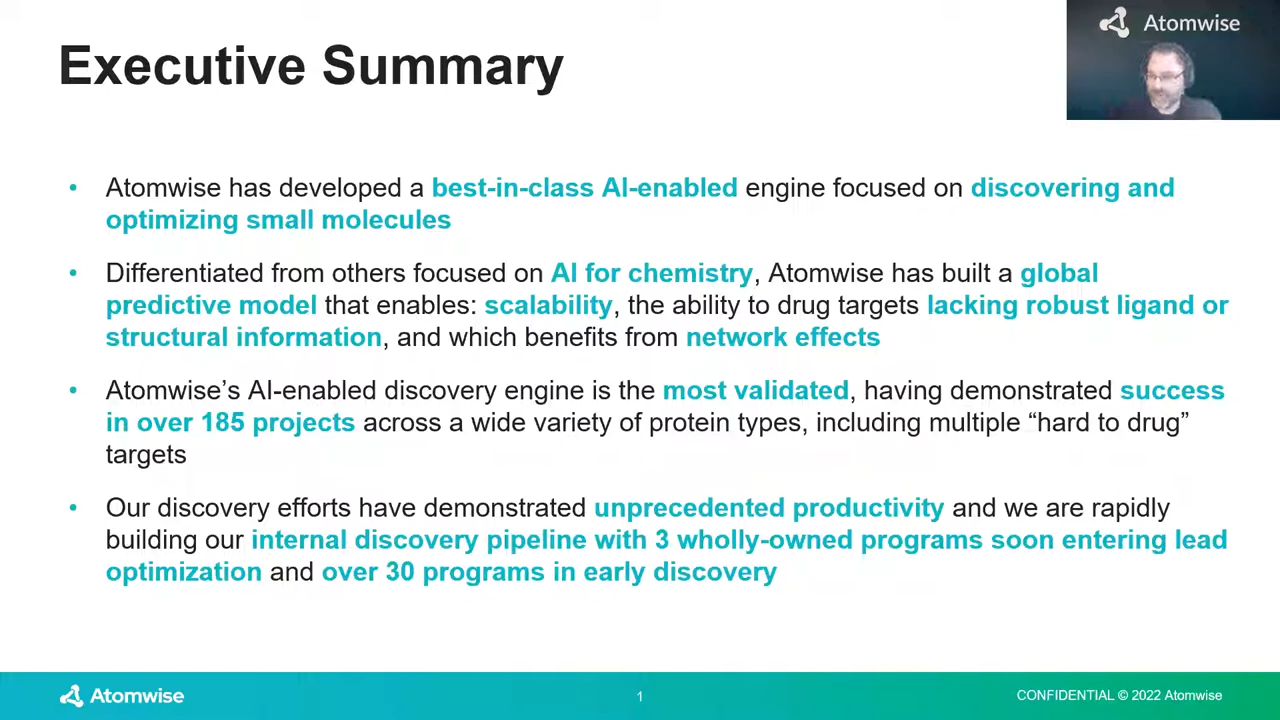 Executive Summary
Atomwise
• Atomwise has developed a best-in-class AI-enabled engine focused on discovering and
optimizing small molecules
• Differentiated from others focused on AI for chemistry, Atomwise has built a global
predictive model that enables: scalability, the ability to drug targets lacking robust ligand or
structural information, and which benefits from network effects
• Atomwise’s AI-enabled discovery engine is the most validated, having demonstrated success
in over 185 projects across a wide variety of protein types, including multiple “hard to drug”
targets
• Our discovery efforts have demonstrated unprecedented productivity and we are rapidly
building our internal discovery pipeline with 3 wholly-owned programs soon entering lead
optimization and over 30 programs in early discovery
Atomwise
1
CONFIDENTIAL © 2022 Atomwise